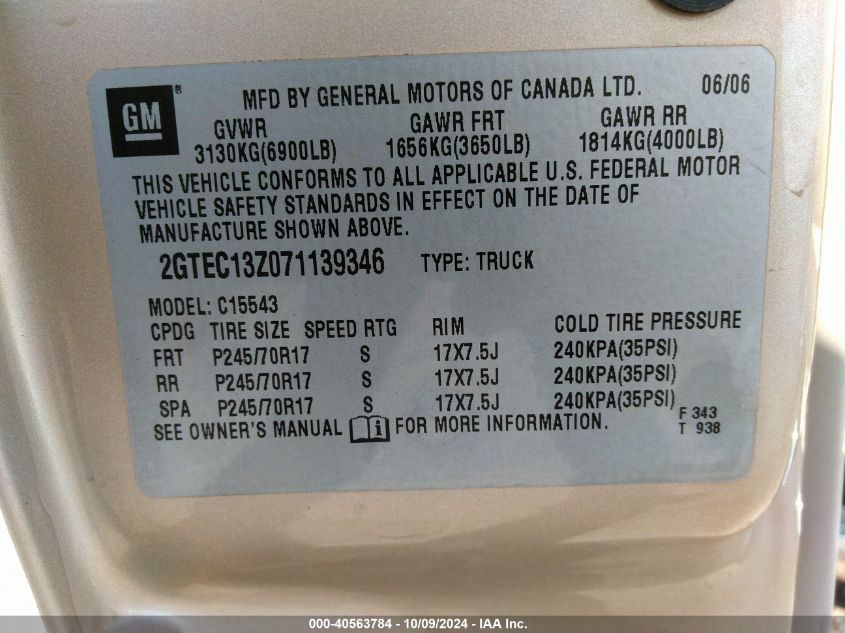 GM ®
MFD BY GENERAL MOTORS OF CANADA LTD. 06/06
GVWR GAWR FRT GAWR RR
3130KG(6900LB) 1656KG(3650LB) 1814KG(4000LB)
THIS VEHICLE CONFORMS TO ALL APPLICABLE U.S. FEDERAL MOTOR
VEHICLE SAFETY STANDARDS IN EFFECT ON THE DATE OF
MANUFACTURE SHOWN ABOVE.
2GTEC13Z071139346 TYPE: TRUCK
MODEL: C15543
CPDG TIRE SIZE SPEED RTG RIM COLD TIRE PRESSURE
FRT P245/70R17 S 17X7.5J 240KPA(35PSI)
RR P245/70R17 S 17X7.5J 240KPA(35PSI)
SPA P245/70R17 S 17X7.5J 240KPA(35PSI)
SEE OWNER'S MANUAL FOR MORE INFORMATION.
F 343
T 938
000-40563784 - 10/09/2024 - IAA Inc.